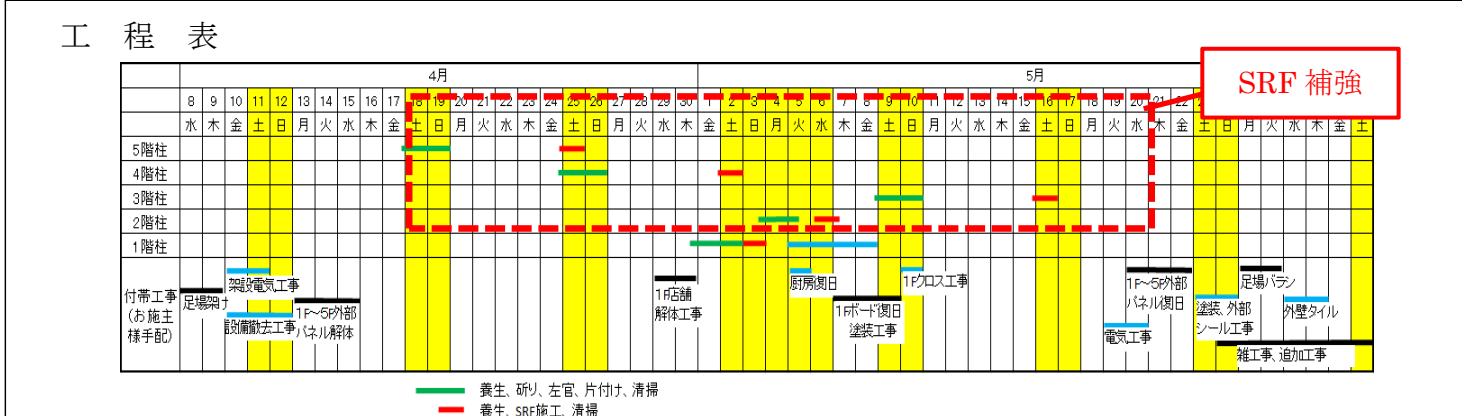 工 程 表
SRF 補強
4月 5月
8 9 10 11 12 13 14 15 16 17 18 19 20 21 22 23 24 25 26 27 28 29 30 1 2 3 4 5 6 7 8 9 10 11 12 13 14 15 16 17 18 19 20 21 22
水 木 金 土 日 月 火 水 木 金 土 日 月 火 水 木 金 土 日 月 火 水 木 金 土 日 月 火 水 木 金 土 日 月 火 水 木 金 土 日 月 火 水 木 金 土 日 月 火 水 木 金 土
5階柱
4階柱
3階柱
2階柱
1階柱
付帯工事
(お施主
様手配)
足場架け
架設電気工事
設備撤去工事
1F~5F外部
パネル解体
1F店舗
解体工事
厨房復旧
1Fボード復旧
塗装工事
1Fクロス工事
電気工事
1F~5F外部
パネル復旧
塗装、外部
シール工事
足場バラシ
外壁タイル
雑工事、追加工事
養生、斫り、左官、片付け、清掃
養生、SRF施工、清掃